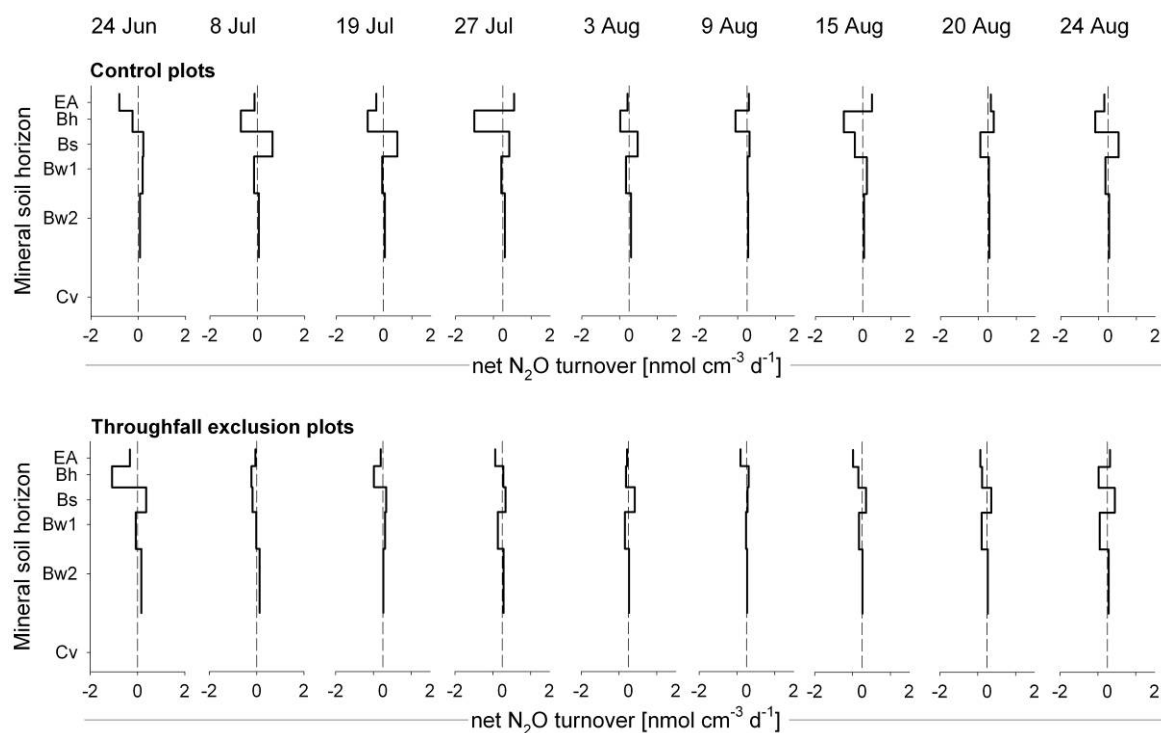 24 Jun 8 Jul 19 Jul 27 Jul 3 Aug 9 Aug 15 Aug 20 Aug 24 Aug
Control plots
Mineral soil horizon
EA
Bh
Bs
Bw1
Bw2
Cv
-2 0 2 -2 0 2 -2 0 2 -2 0 2 -2 0 2 -2 0 2 -2 0 2 -2 0 2 -2 0 2
net N₂O turnover [nmol cm⁻³ d⁻¹]
Throughfall exclusion plots
Mineral soil horizon
EA
Bh
Bs
Bw1
Bw2
Cv
-2 0 2 -2 0 2 -2 0 2 -2 0 2 -2 0 2 -2 0 2 -2 0 2 -2 0 2 -2 0 2
net N₂O turnover [nmol cm⁻³ d⁻¹]